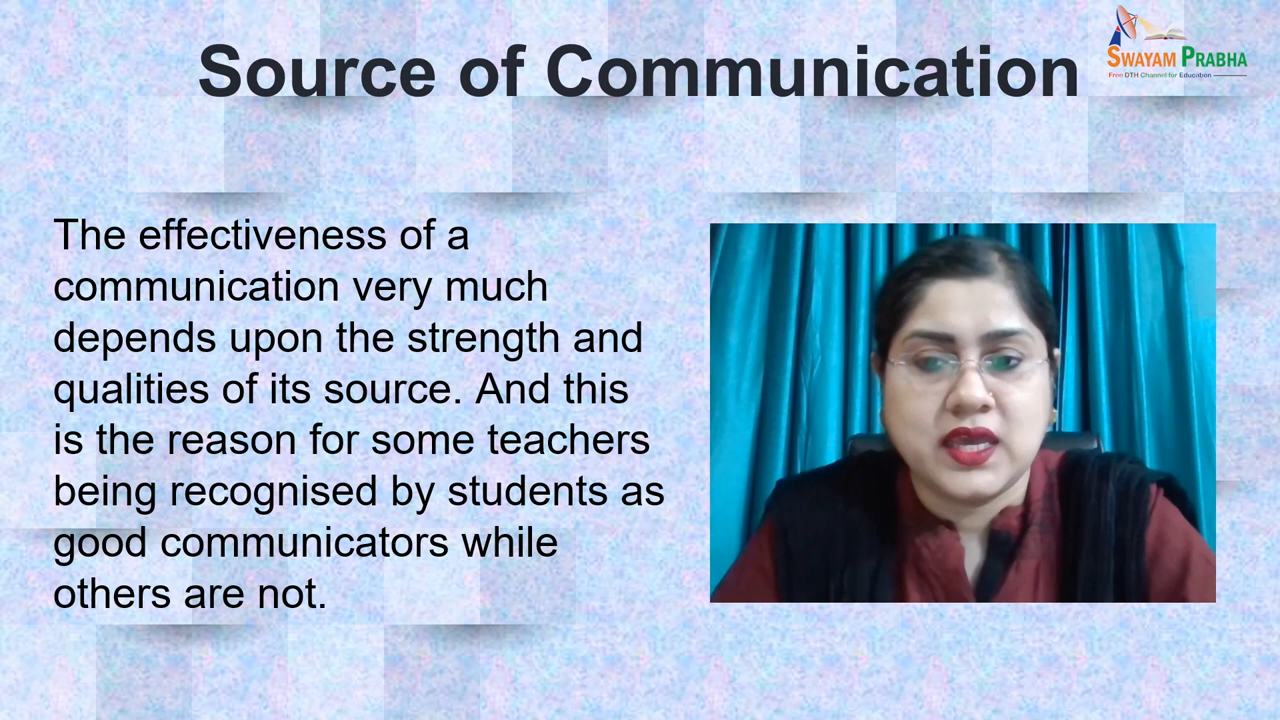 Source of Communication
SWAYAM PRABHA
Free DTH Channel for Education
The effectiveness of a
communication very much
depends upon the strength and
qualities of its source. And this
is the reason for some teachers
being recognised by students as
good communicators while
others are not.